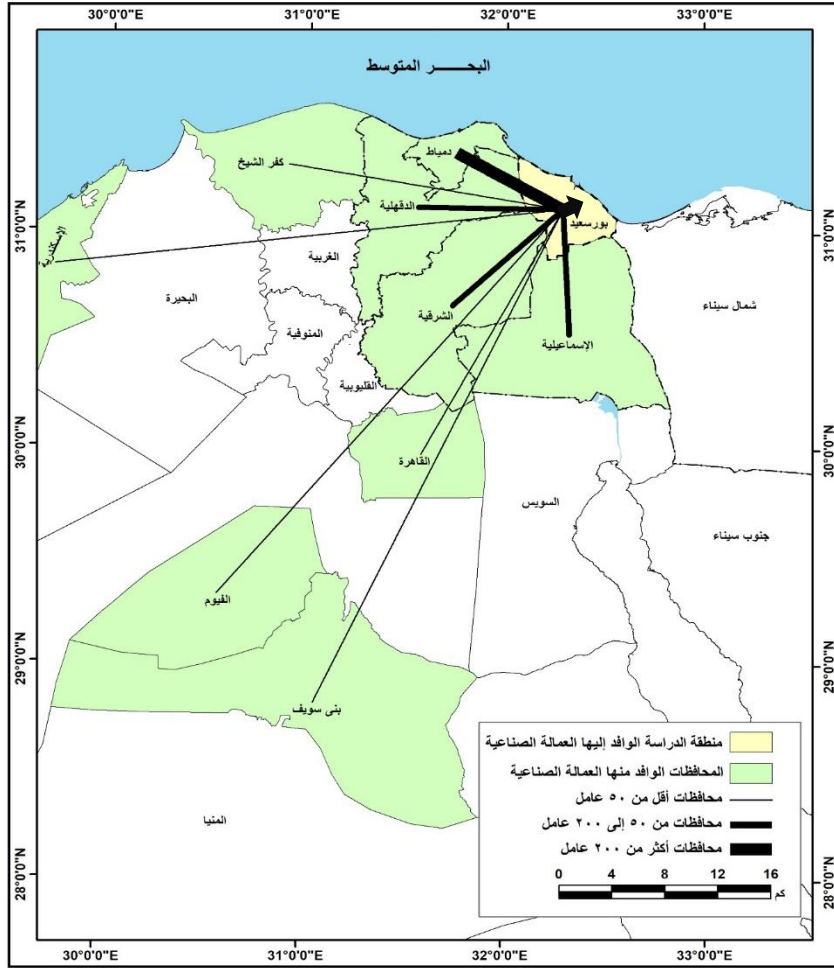 30°0'0"E
31°0'0"E
32°0'0"E
33°0'0"E
البحــــــر المتوسط
دمياط
كفر الشيخ
الدقهلية
بورسعيد
31°0'0"N
31°0'0"N
الإسكندرية
الغربية
البحيرة
شمال سيناء
المنوفية
الشرقية
الإسماعيلية
القليوبية
30°0'0"N
30°0'0"N
القاهرة
السويس
جنوب سيناء
الفيوم
29°0'0"N
29°0'0"N
بنى سويف
المنيا
28°0'0"N
28°0'0"N
منطقة الدراسة الوافد إليها العمالة الصناعية
المحافظات الوافد منها العمالة الصناعية
محافظات أقل من ٥٠ عامل
محافظات من ٥٠ إلى ٢٠٠ عامل
محافظات أكثر من ٢٠٠ عامل
0 4 8 12 16
كم
30°0'0"E
31°0'0"E
32°0'0"E
33°0'0"E